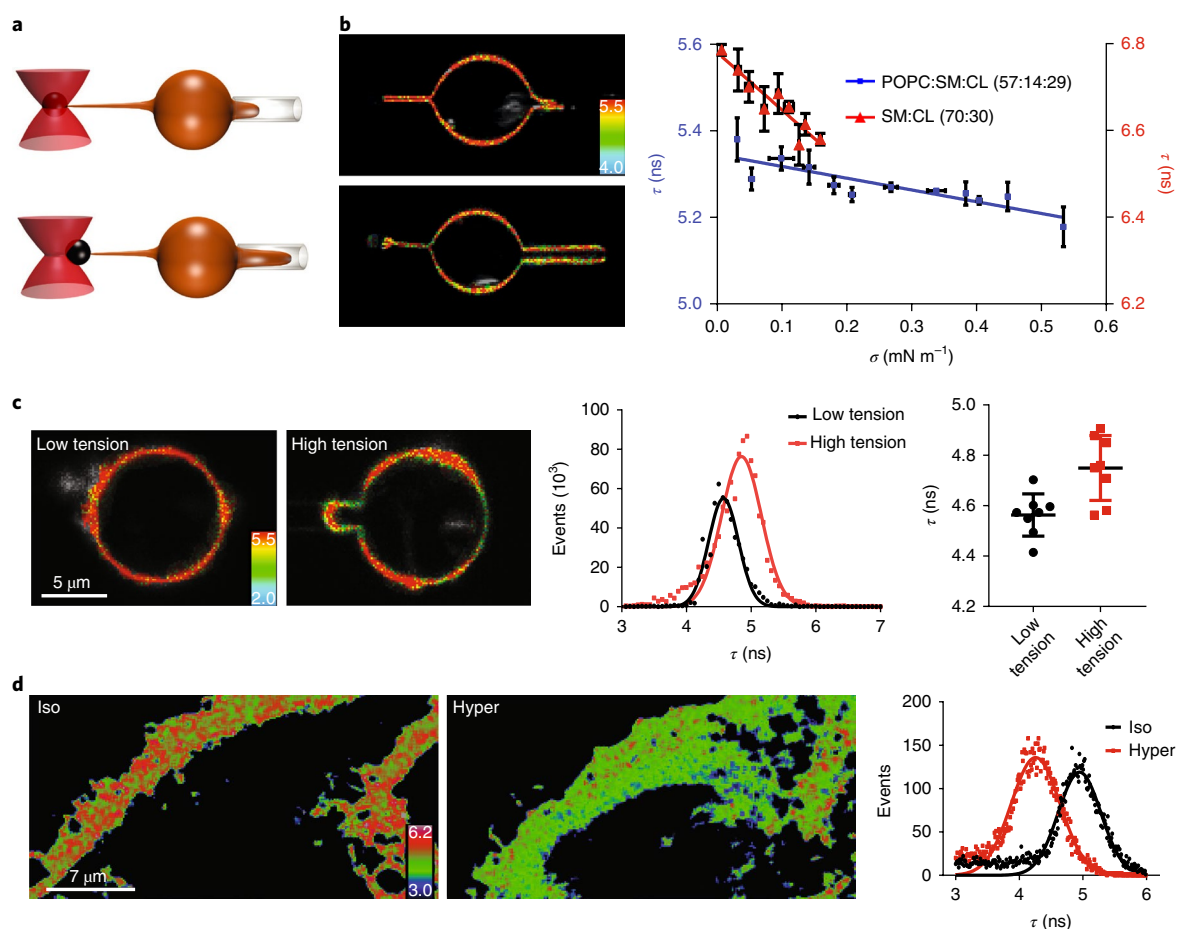 a
b
5.5
4.0
5.6
5.4
5.2
5.0
τ (ns)
6.8
6.6
6.4
6.2
τ (ns)
POPC:SM:CL (57:14:29)
SM:CL (70:30)
0.0 0.1 0.2 0.3 0.4 0.5 0.6
σ (mN m⁻¹)
c
Low tension
5.5
2.0
5 μm
High tension
Events (10³)
100
80
60
40
20
0
Low tension
High tension
3 4 5 6 7
τ (ns)
τ (ns)
5.0
4.8
4.6
4.4
4.2
Low
tension
High
tension
d
Iso
6.2
3.0
7 μm
Hyper
Events
200
150
100
50
0
Iso
Hyper
3 4 5 6
τ (ns)